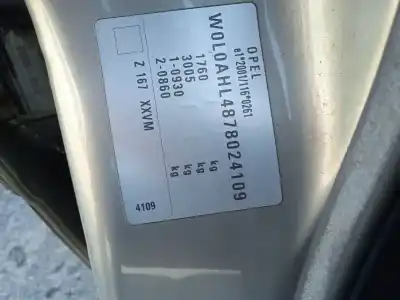 OPEL
e1*2001/116*0261
W0L0AHL4878024109
1760 kg
3005 kg
1-0930 kg
2-0860 kg
Z 167 XXVM
4109